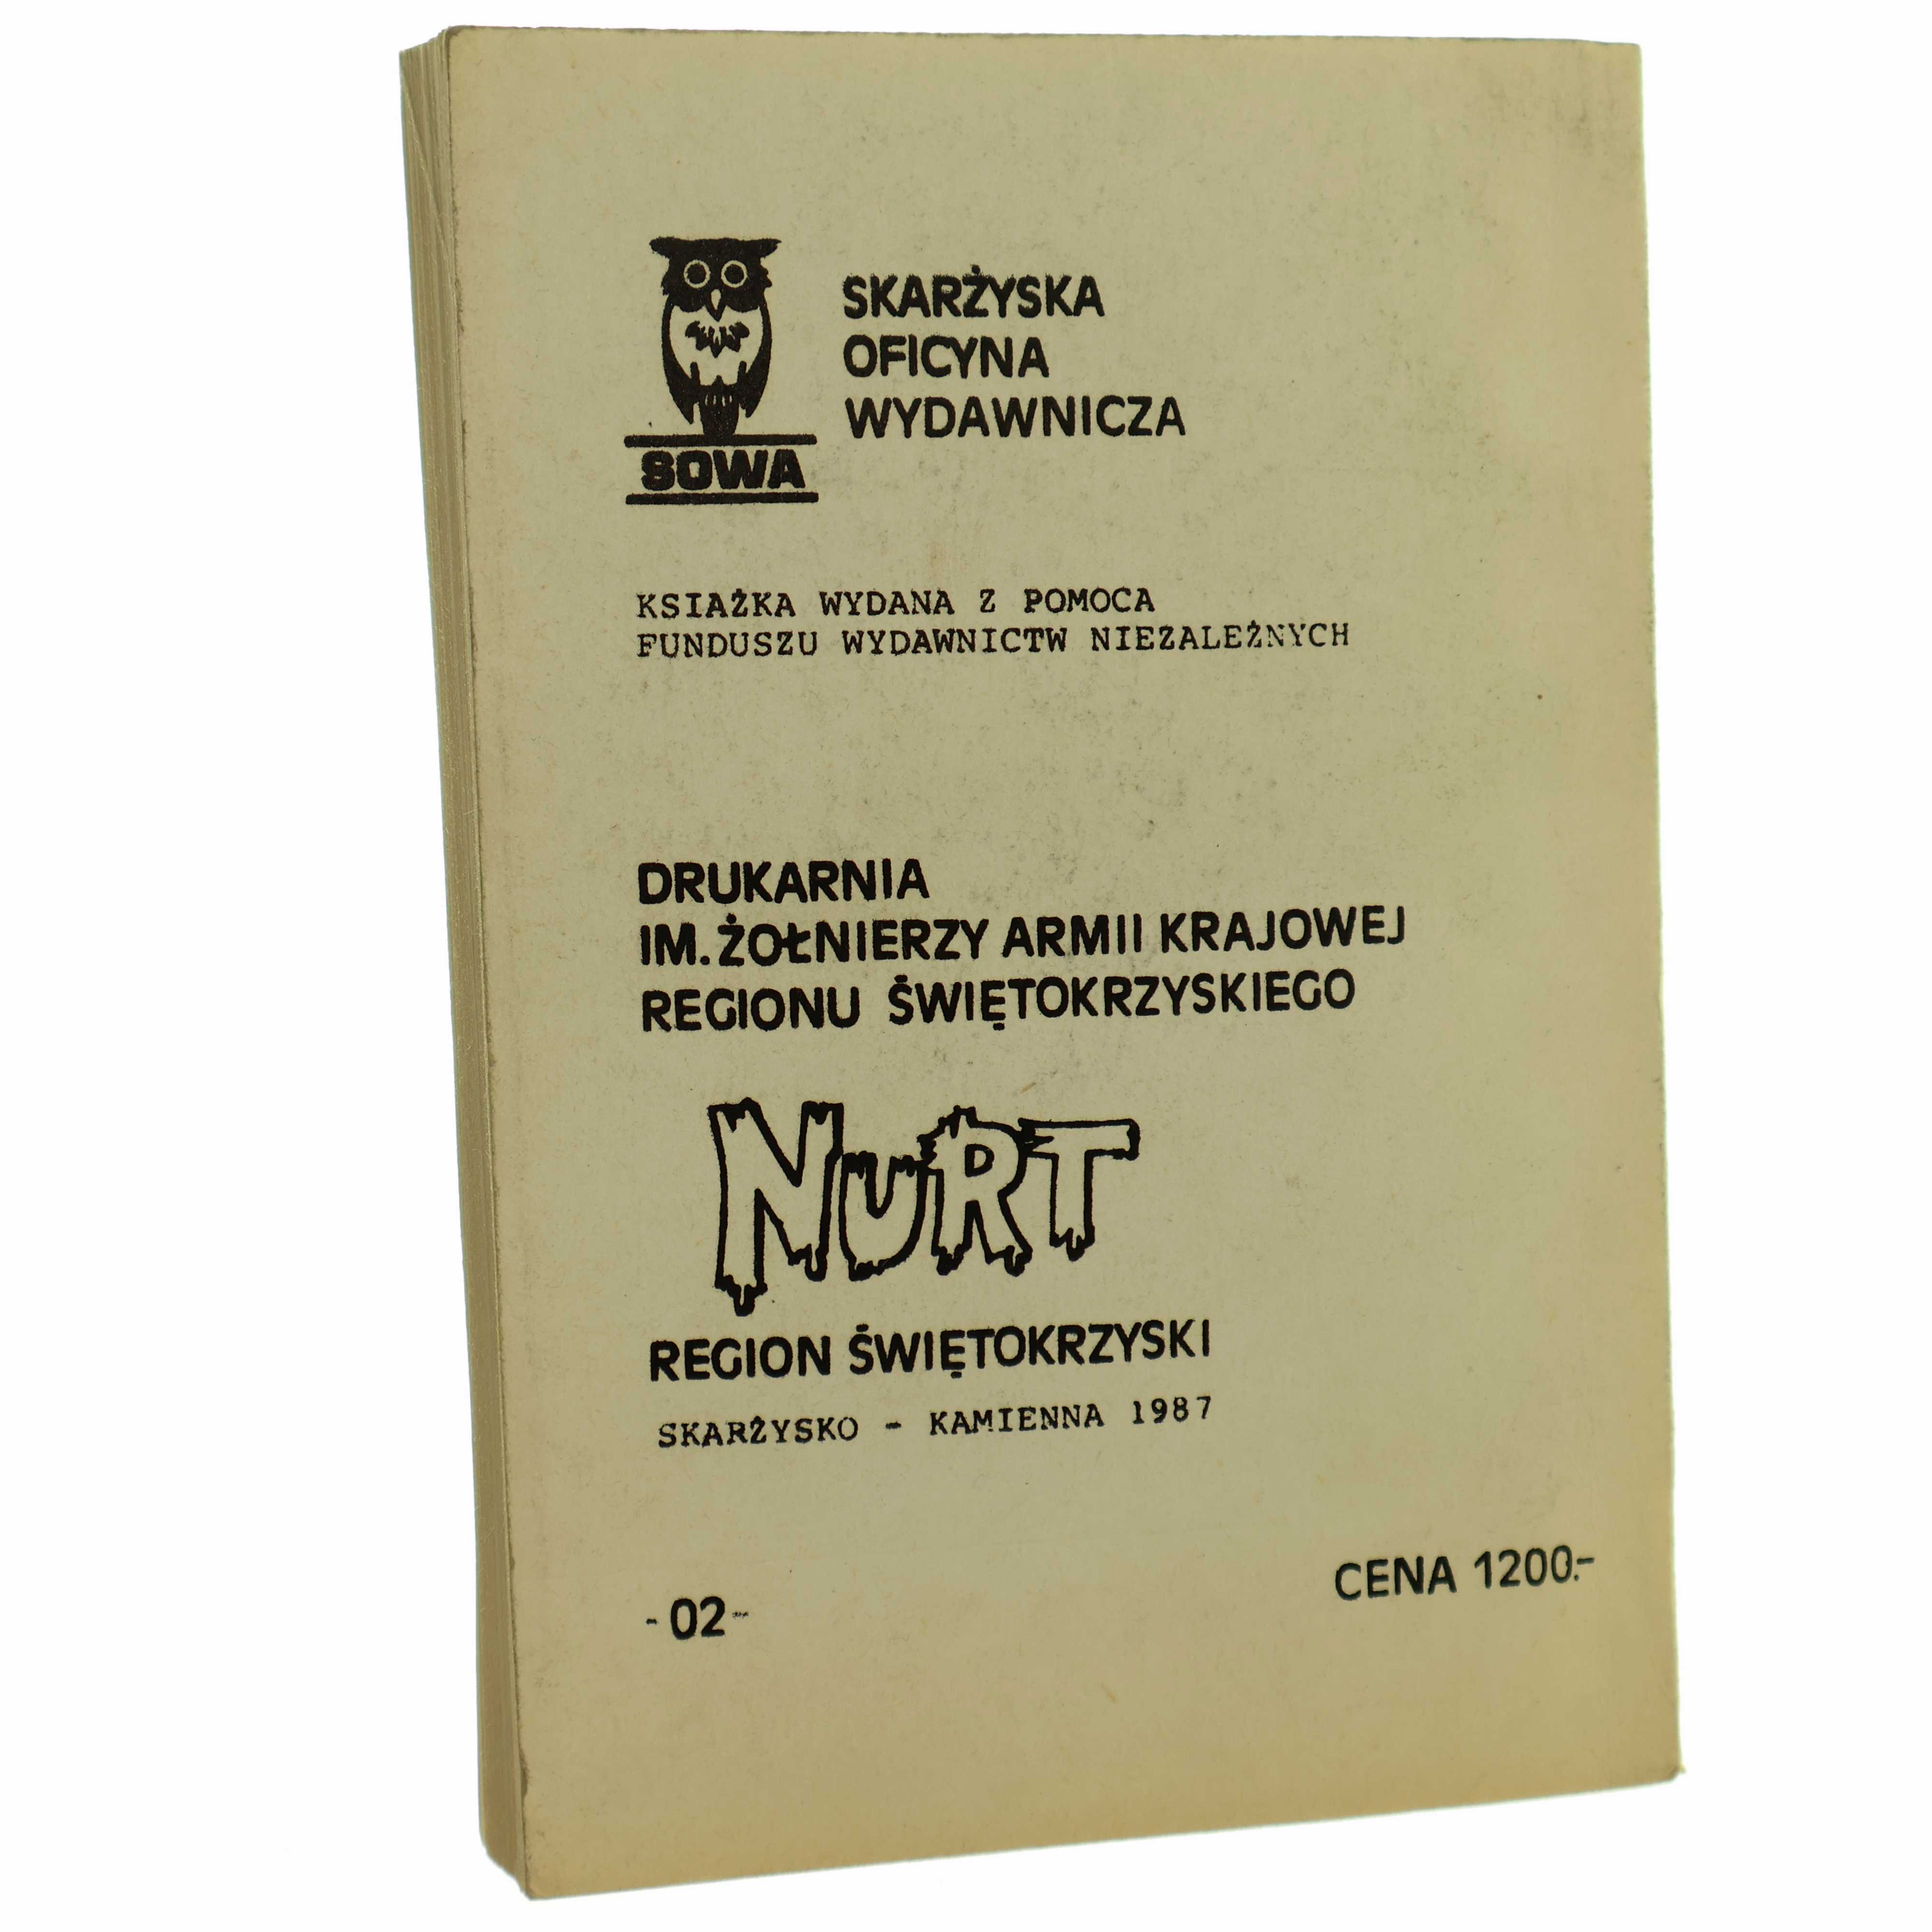 SKARŻYSKA
OFICYNA
WYDAWNICZA
SOWA
KSIAŻKA WYDANA Z POMOCA
FUNDUSZU WYDAWNICTW NIEZALEŻNYCH
DRUKARNIA
IM. ŻOŁNIERZY ARMII KRAJOWEJ
REGIONU ŚWIĘTOKRZYSKIEGO
NURT
REGION ŚWIĘTOKRZYSKI
SKARŻYSKO - KAMIENNA 1987
CENA 1200.-
-02-